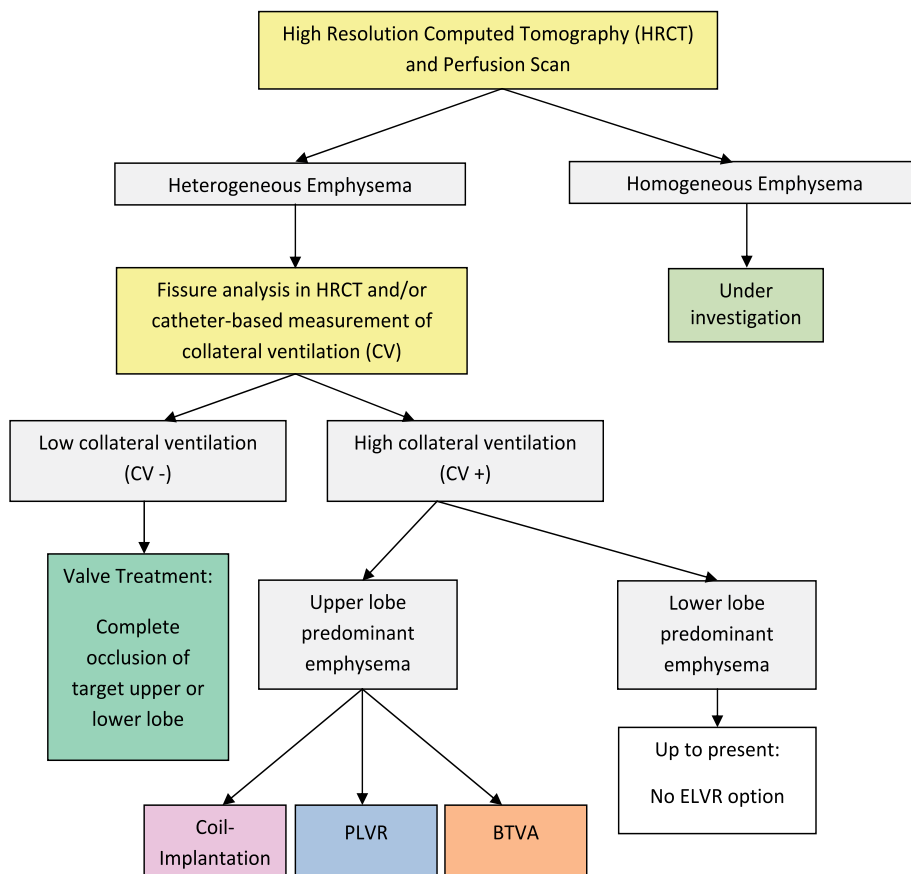 High Resolution Computed Tomography (HRCT)
and Perfusion Scan
Heterogeneous Emphysema
Homogeneous Emphysema
Fissure analysis in HRCT and/or
catheter-based measurement of
collateral ventilation (CV)
Under
investigation
Low collateral ventilation
(CV -)
High collateral ventilation
(CV +)
Valve Treatment:
Complete
occlusion of
target upper or
lower lobe
Upper lobe
predominant
emphysema
Lower lobe
predominant
emphysema
Up to present:
No ELVR option
Coil-
Implantation
PLVR
BTVA